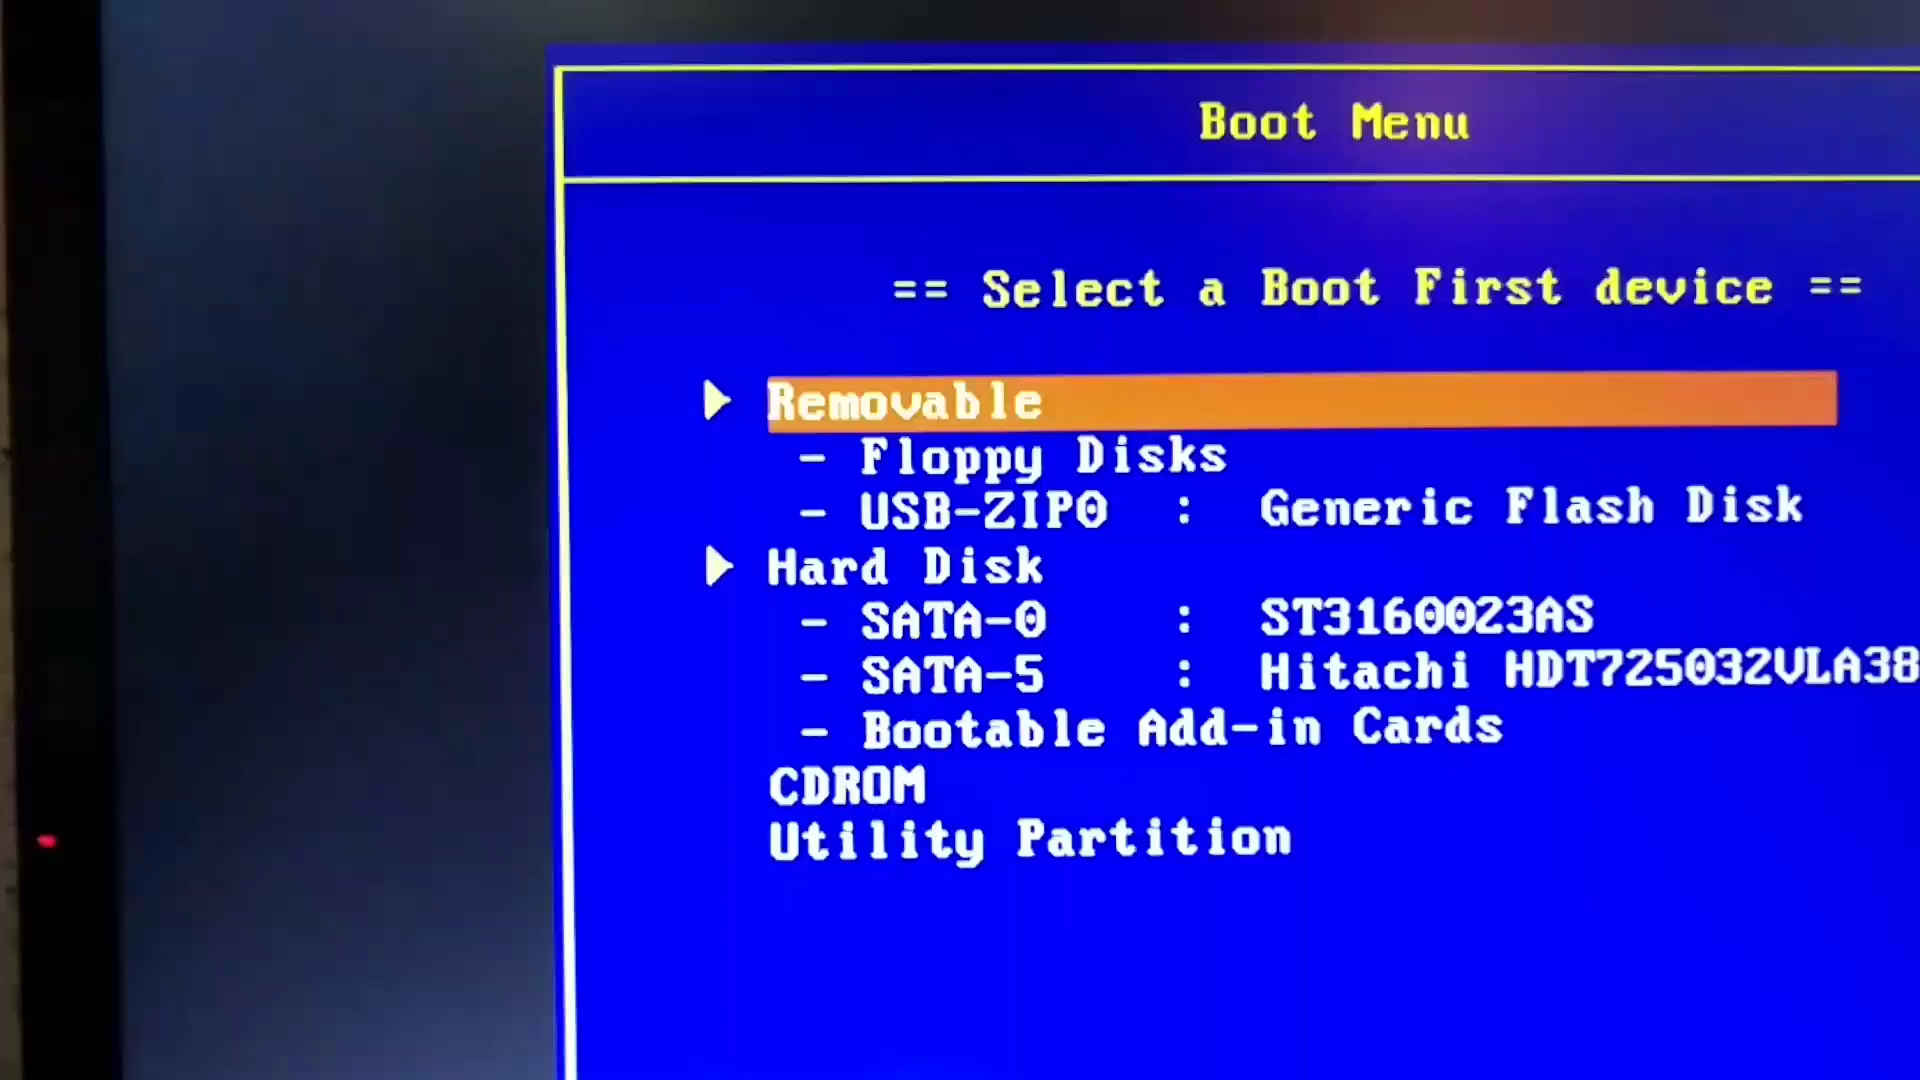 Boot Menu
== Select a Boot First device ==
Removable
- Floppy Disks
- USB-ZIP0 : Generic Flash Disk
Hard Disk
- SATA-0 : ST3160023AS
- SATA-5 : Hitachi HDT725032VLA38
- Bootable Add-in Cards
CDROM
Utility Partition